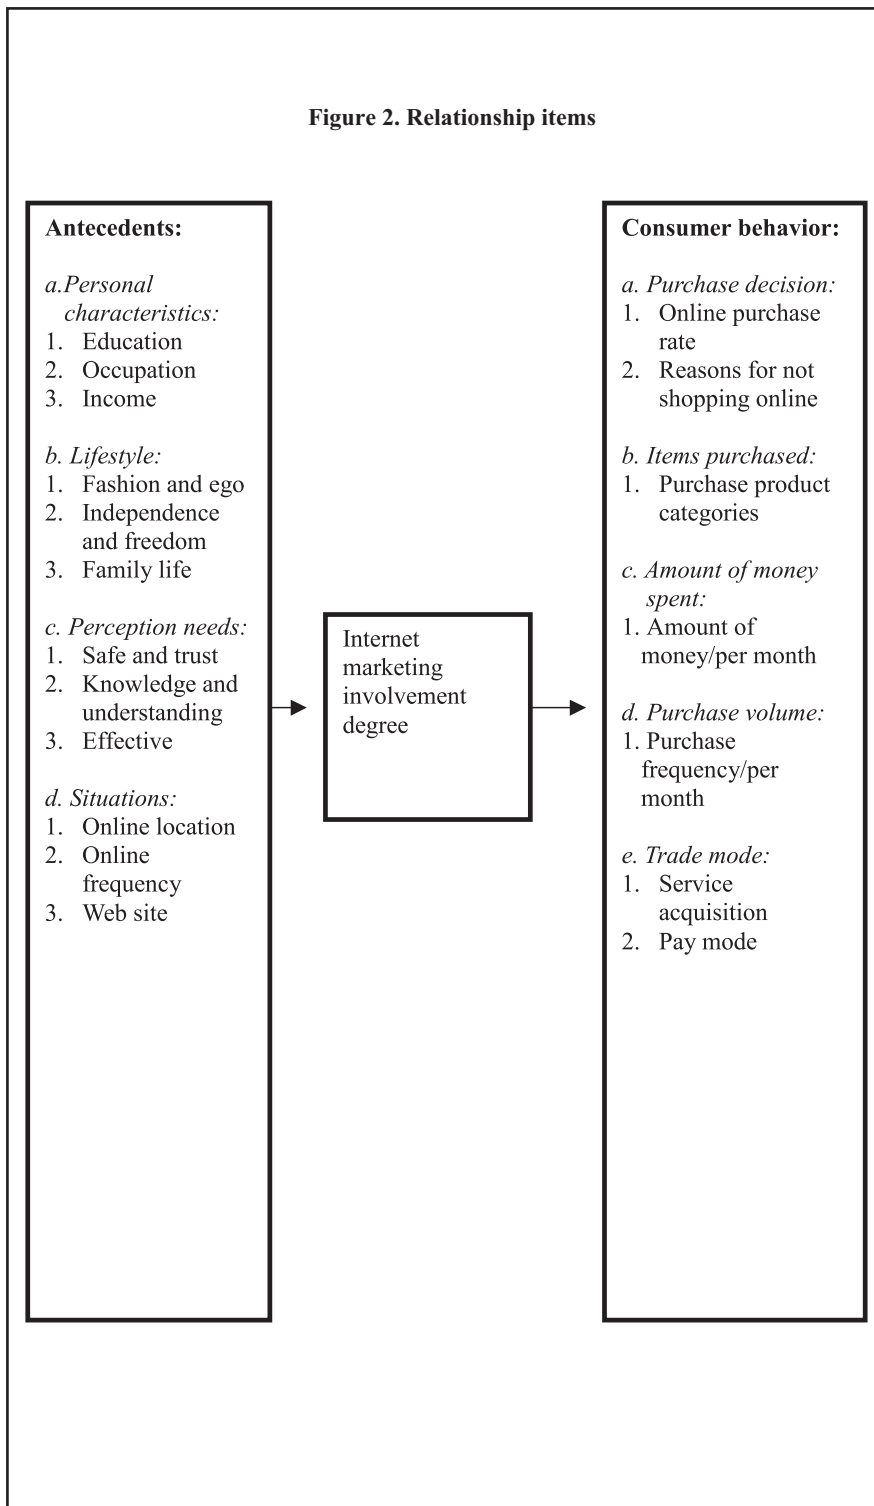 Figure 2. Relationship items
Antecedents:
a.Personal
characteristics:
1. Education
2. Occupation
3. Income
b. Lifestyle:
1. Fashion and ego
2. Independence
and freedom
3. Family life
c. Perception needs:
1. Safe and trust
2. Knowledge and
understanding
3. Effective
d. Situations:
1. Online location
2. Online
frequency
3. Web site
Internet
marketing
involvement
degree
Consumer behavior:
a. Purchase decision:
1. Online purchase
rate
2. Reasons for not
shopping online
b. Items purchased:
1. Purchase product
categories
c. Amount of money
spent:
1. Amount of
money/per month
d. Purchase volume:
1. Purchase
frequency/per
month
e. Trade mode:
1. Service
acquisition
2. Pay mode